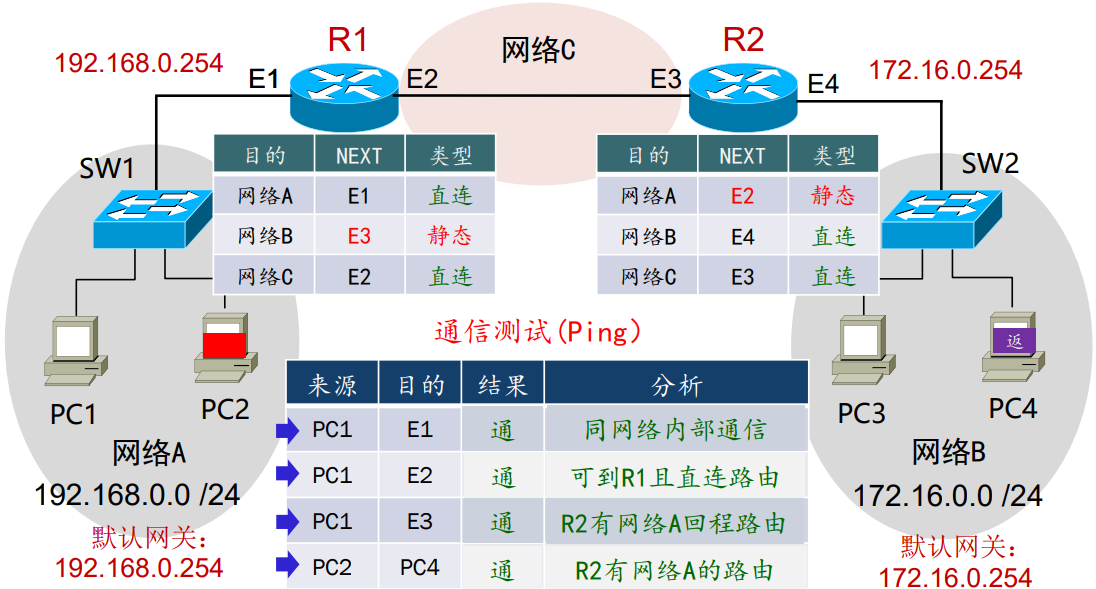 R1
网络C
R2
192.168.0.254
E1
E2
E3
E4
172.16.0.254
SW1
目的 NEXT 类型
网络A E1 直连
网络B E3 静态
网络C E2 直连
目的 NEXT 类型
网络A E2 静态
网络B E4 直连
网络C E3 直连
SW2
通信测试(Ping)
返
PC1
PC2
PC3
PC4
来源 目的 结果 分析
PC1 E1 通 同网络内部通信
PC1 E2 通 可到R1且直连路由
PC1 E3 通 R2有网络A回程路由
PC2 PC4 通 R2有网络A的路由
网络A
192.168.0.0 /24
默认网关:
192.168.0.254
网络B
172.16.0.0 /24
默认网关:
172.16.0.254